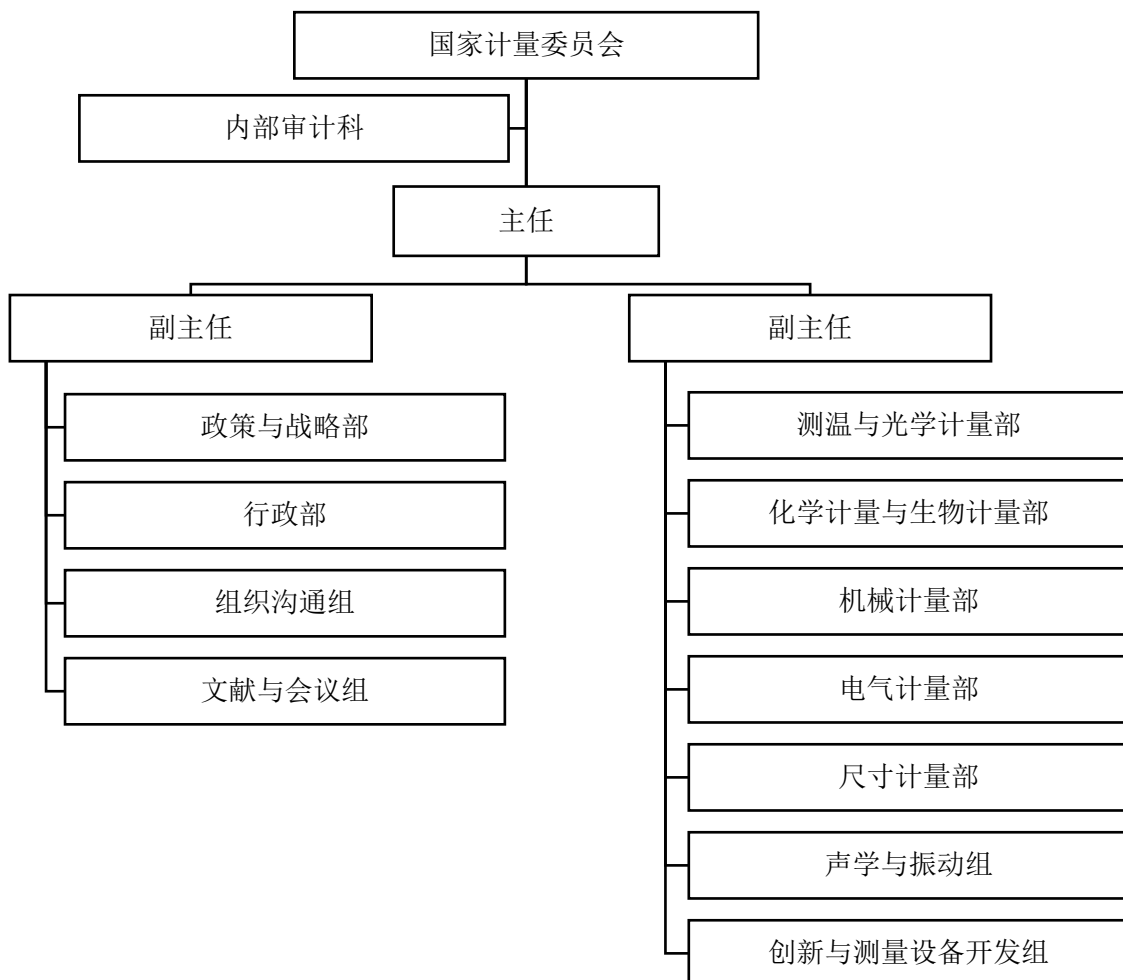 国家计量委员会
内部审计科
主任
副主任
政策与战略部
行政部
组织沟通组
文献与会议组
副主任
测温与光学计量部
化学计量与生物计量部
机械计量部
电气计量部
尺寸计量部
声学与振动组
创新与测量设备开发组